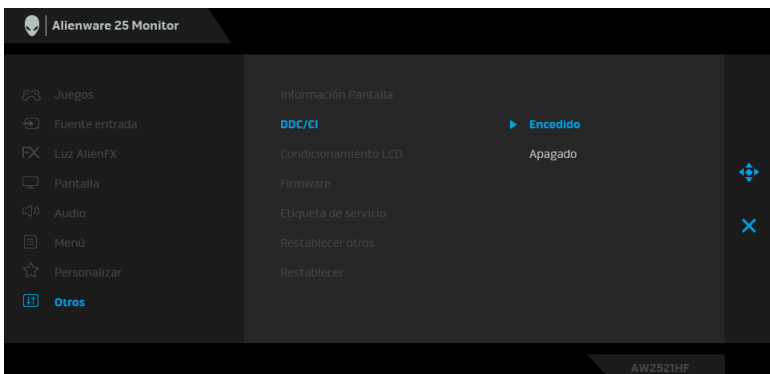 Alienware 25 Monitor
Juegos
Información Pantalla
Fuente entrada
DDC/CI
Encedido
Luz AlienFX
Condicionamiento LCD
Apagado
Pantalla
Firmware
Audio
Etiqueta de servicio
Menú
Restablecer otros
Personalizar
Restablecer
Otros
AW2521HF